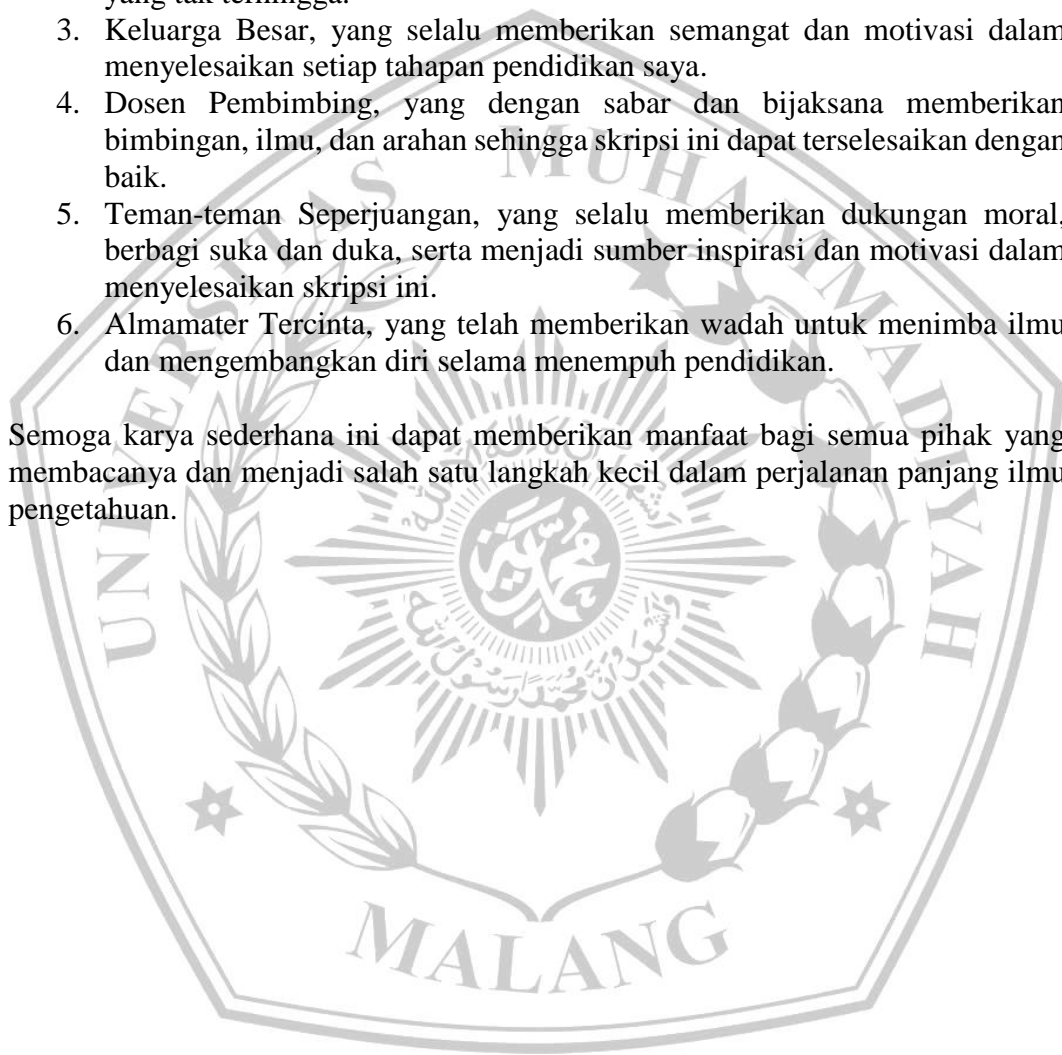 yang tak terhingga.
3. Keluarga Besar, yang selalu memberikan semangat dan motivasi dalam
menyelesaikan setiap tahapan pendidikan saya.
4. Dosen Pembimbing, yang dengan sabar dan bijaksana memberikan
bimbingan, ilmu, dan arahan sehingga skripsi ini dapat terselesaikan dengan
baik.
5. Teman-teman Seperjuangan, yang selalu memberikan dukungan moral,
berbagi suka dan duka, serta menjadi sumber inspirasi dan motivasi dalam
menyelesaikan skripsi ini.
6. Almamater Tercinta, yang telah memberikan wadah untuk menimba ilmu
dan mengembangkan diri selama menempuh pendidikan.
Semoga karya sederhana ini dapat memberikan manfaat bagi semua pihak yang
membacanya dan menjadi salah satu langkah kecil dalam perjalanan panjang ilmu
pengetahuan.
UNIVERSITAS MUHAMMADIYAH
MALANG